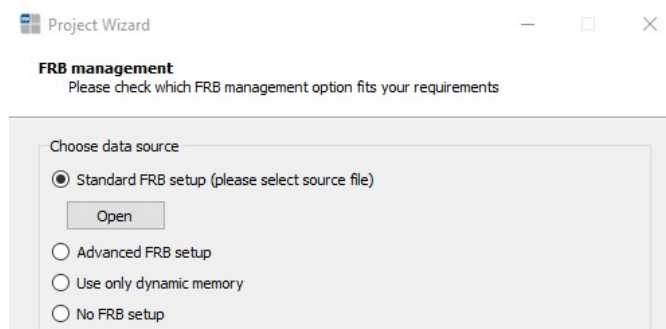 Project Wizard
FRB management
Please check which FRB management option fits your requirements
Choose data source
Standard FRB setup (please select source file)
Open
Advanced FRB setup
Use only dynamic memory
No FRB setup